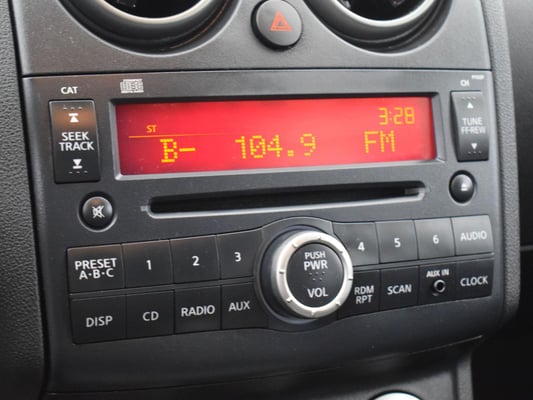 CAT
CH
SEEK
TRACK
TUNE
FF·REW
3:28
ST
B- 104.9 FM
PRESET
A·B·C
1
2
3
PUSH
PWR
VOL
4
5
6
AUDIO
DISP
CD
RADIO
AUX
RDM
RPT
SCAN
AUX IN
CLOCK